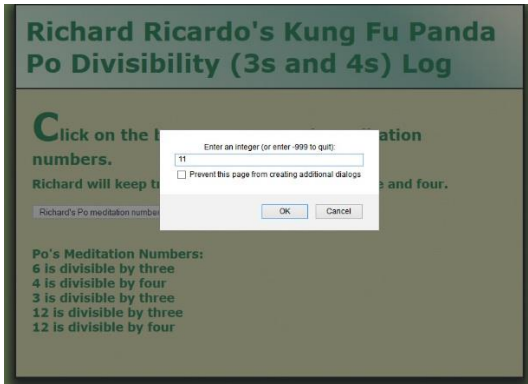 Richard Ricardo's Kung Fu Panda
Po Divisibility (3s and 4s) Log
Click on the
numbers.
Richard will keep
and four.
Enter an integer (or enter -999 to quit):
11
Prevent this page from creating additional dialogs
OK
Cancel
Richard's Po meditation
Po's Meditation Numbers:
6 is divisible by three
4 is divisible by four
3 is divisible by three
12 is divisible by three
12 is divisible by four